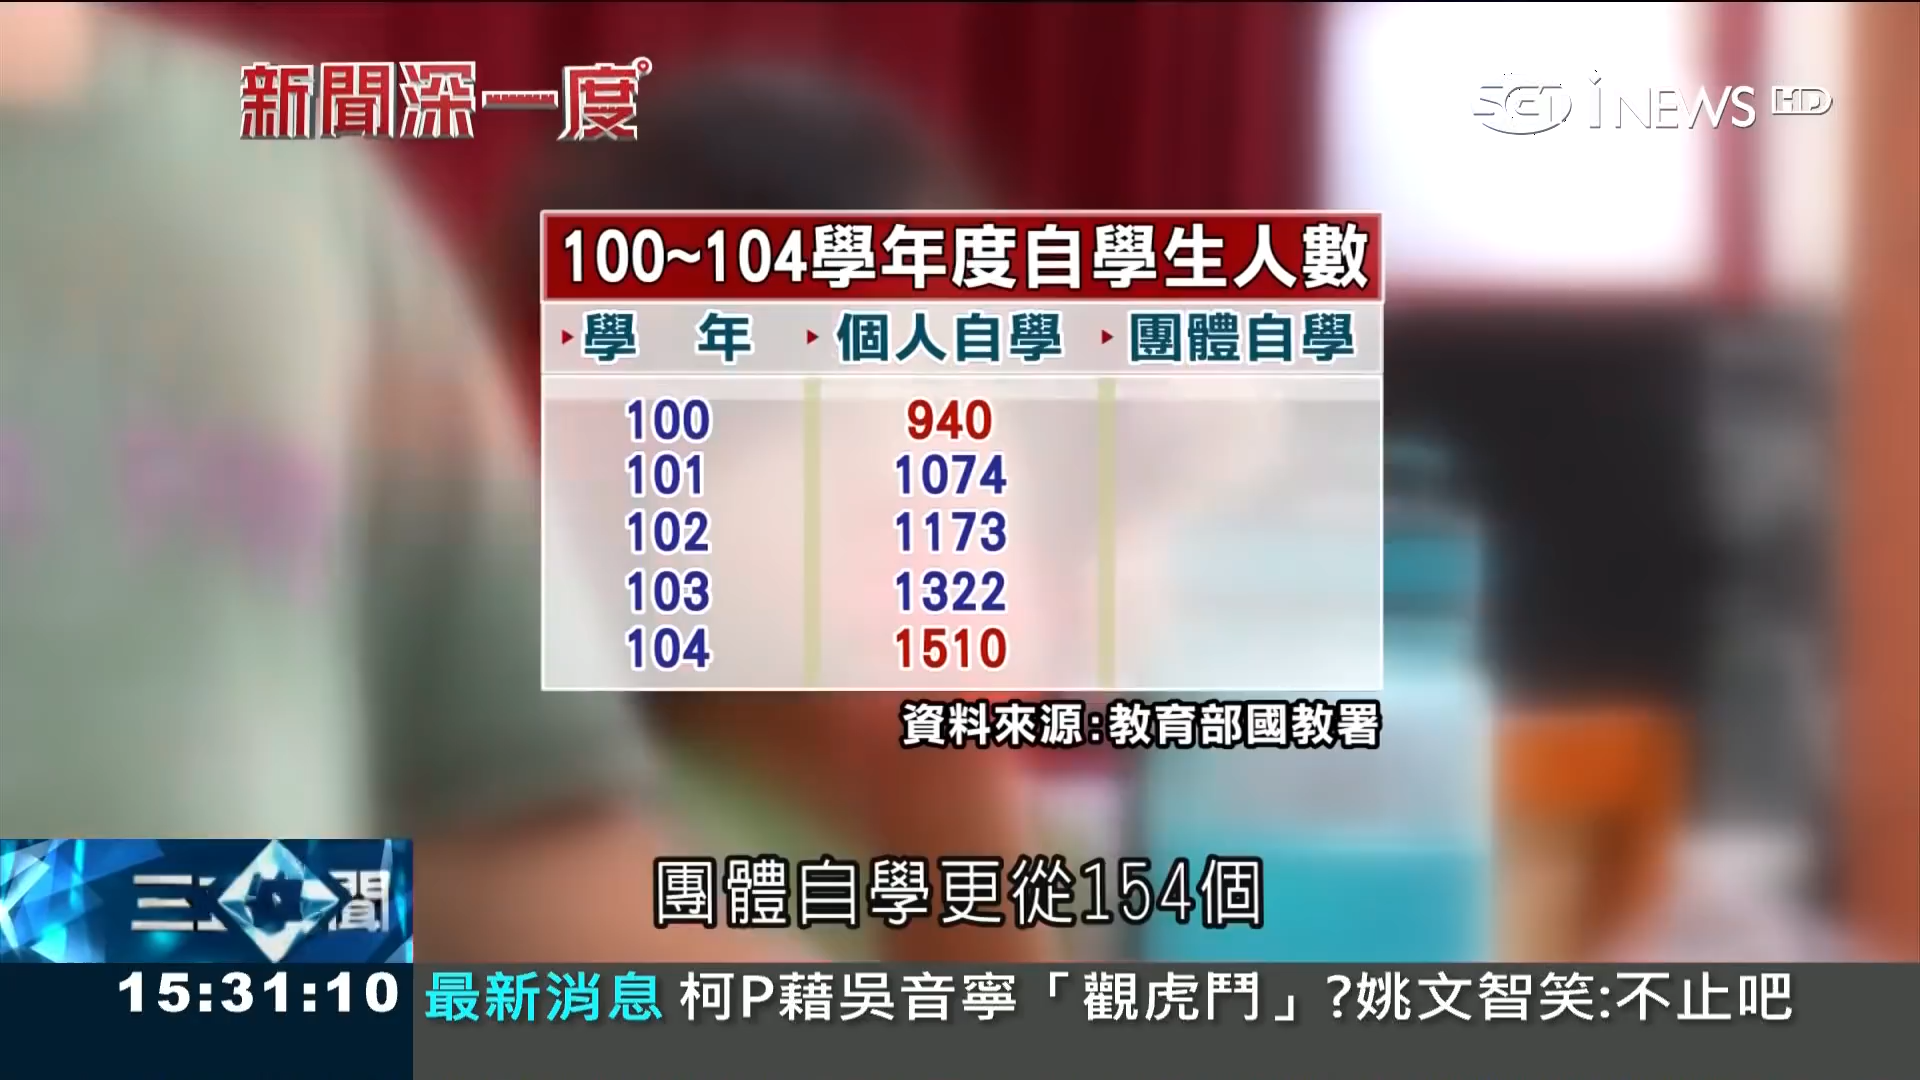 新聞深一度
SET iNEWS HD
100~104學年度自學生人數
學 年 個人自學 團體自學
100 940
101 1074
102 1173
103 1322
104 1510
資料來源:教育部國教署
團體自學更從154個
15:31:10 最新消息 柯P藉吳音寧「觀虎鬥」?姚文智笑:不止吧